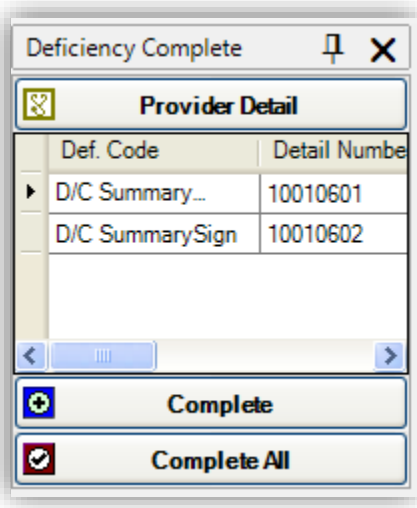 Deficiency Complete
Provider Detail
Def. Code Detail Numbe
D/C Summary... 10010601
D/C SummarySign 10010602
Complete
Complete All